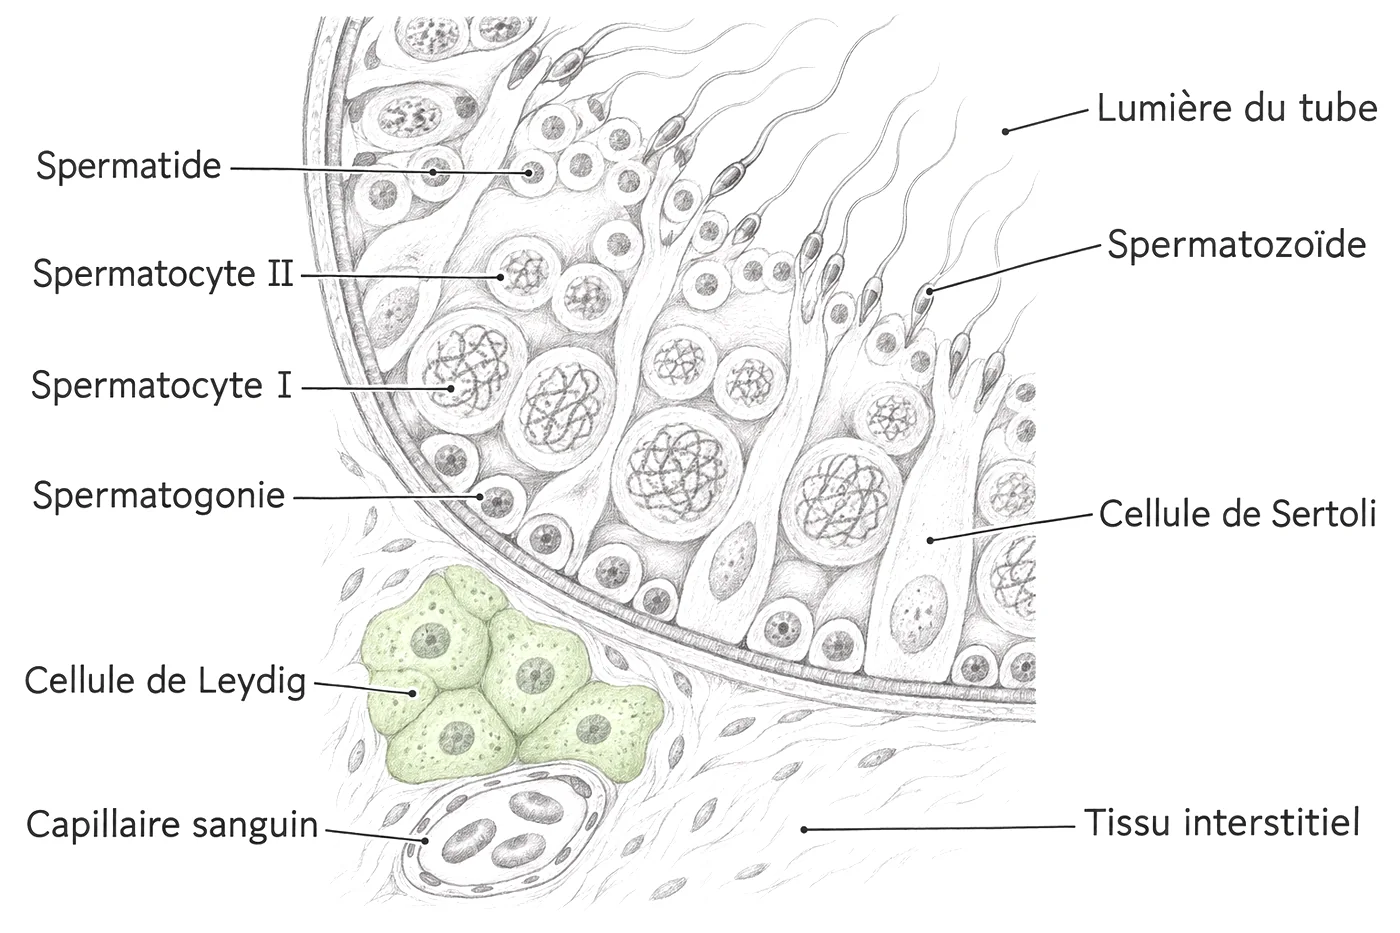 Lumière du tube
Spermatide
Spermatozoïde
Spermatocyte II
Spermatocyte I
Spermatogonie
Cellule de Sertoli
Cellule de Leydig
Capillaire sanguin
Tissu interstitiel